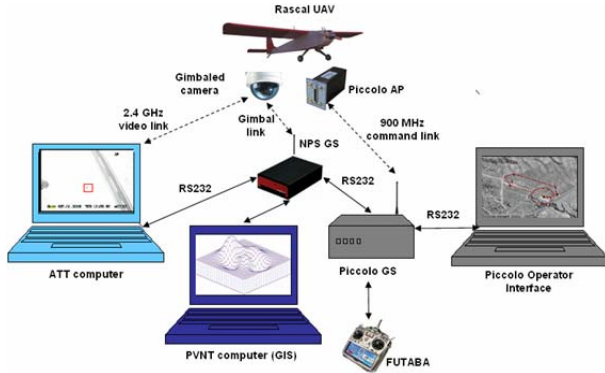 Rascal UAV
Gimbaled
camera
Piccolo AP
2.4 GHz
video link
Gimbal
link
900 MHz
command link
NPS GS
RS232
RS232
RS232
ATT computer
Piccolo GS
Piccolo Operator
Interface
PVNT computer (GIS)
FUTABA